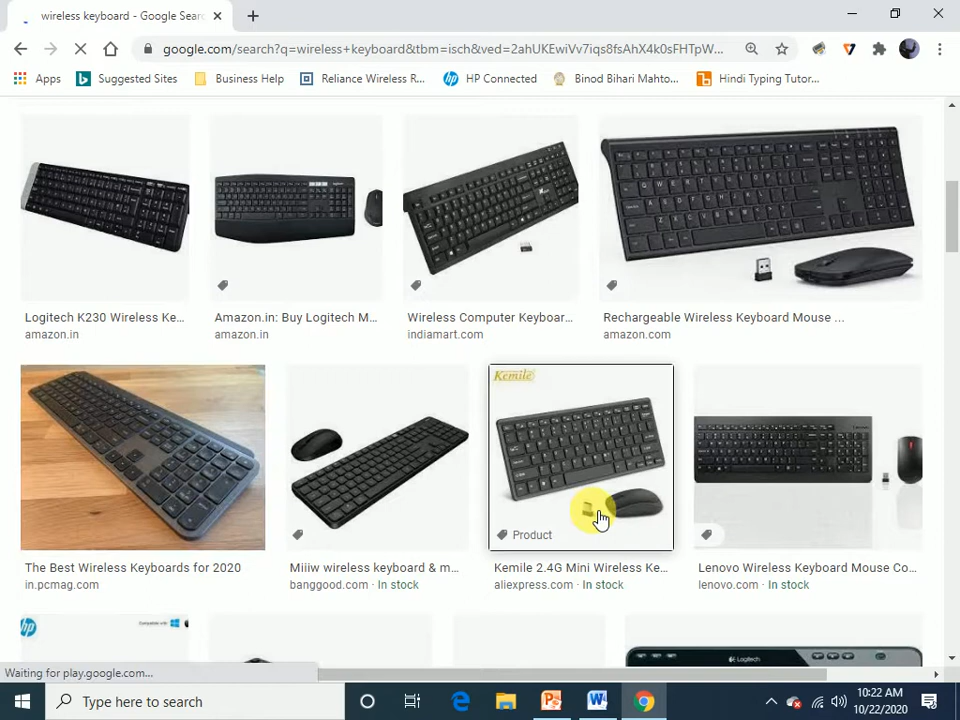 wireless keyboard - Google Sear
google.com/search?q=wireless+keyboard&tbm=isch&ved=2ahUKEwiVv7iqs8fsAhX4k0sFHTpW...
Apps
Suggested Sites
Business Help
Reliance Wireless R...
HP Connected
Binod Bihari Mahto...
Hindi Typing Tutor...
Logitech K230 Wireless Ke...
amazon.in
Amazon.in: Buy Logitech M...
amazon.in
Wireless Computer Keyboar...
indiamart.com
Rechargeable Wireless Keyboard Mouse ...
amazon.com
Kemile
Product
The Best Wireless Keyboards for 2020
in.pcmag.com
Miiiw wireless keyboard & m...
banggood.com · In stock
Kemile 2.4G Mini Wireless Ke...
aliexpress.com · In stock
Lenovo Wireless Keyboard Mouse Co...
lenovo.com · In stock
hp
Logitech
Waiting for play.google.com...
Type here to search
10:22 AM
10/22/2020